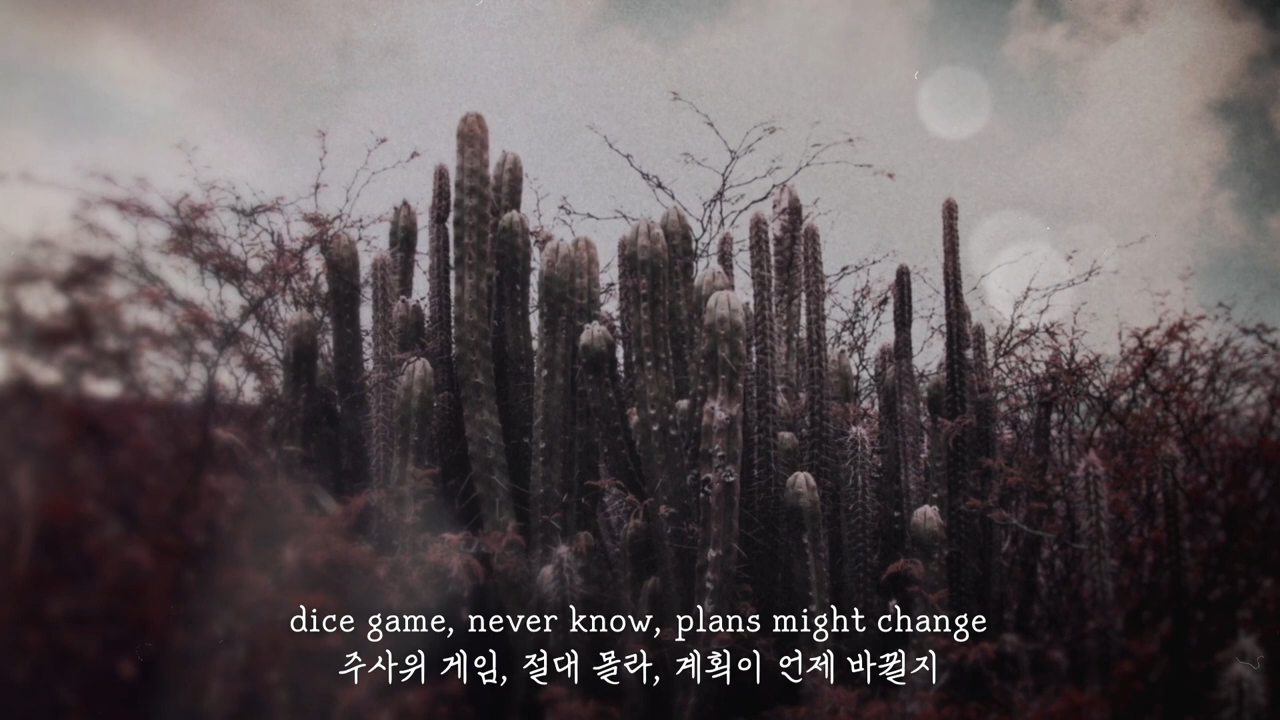 dice game, never know, plans might change
주사위 게임, 절대 몰라, 계획이 언제 바뀔지